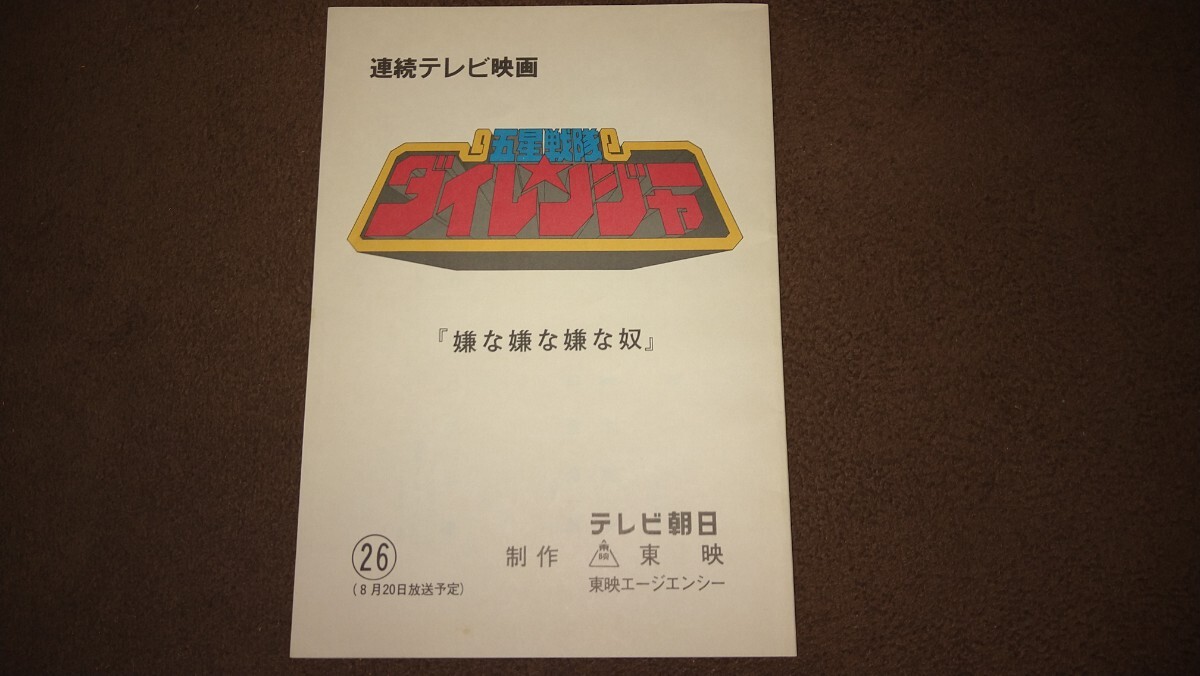 連続テレビ映画
五星戦隊
ダイレンジャー
『嫌な嫌な嫌な奴』
テレビ朝日
26 制作 東映 東映
(8月20日放送予定) 東映エージエンシー